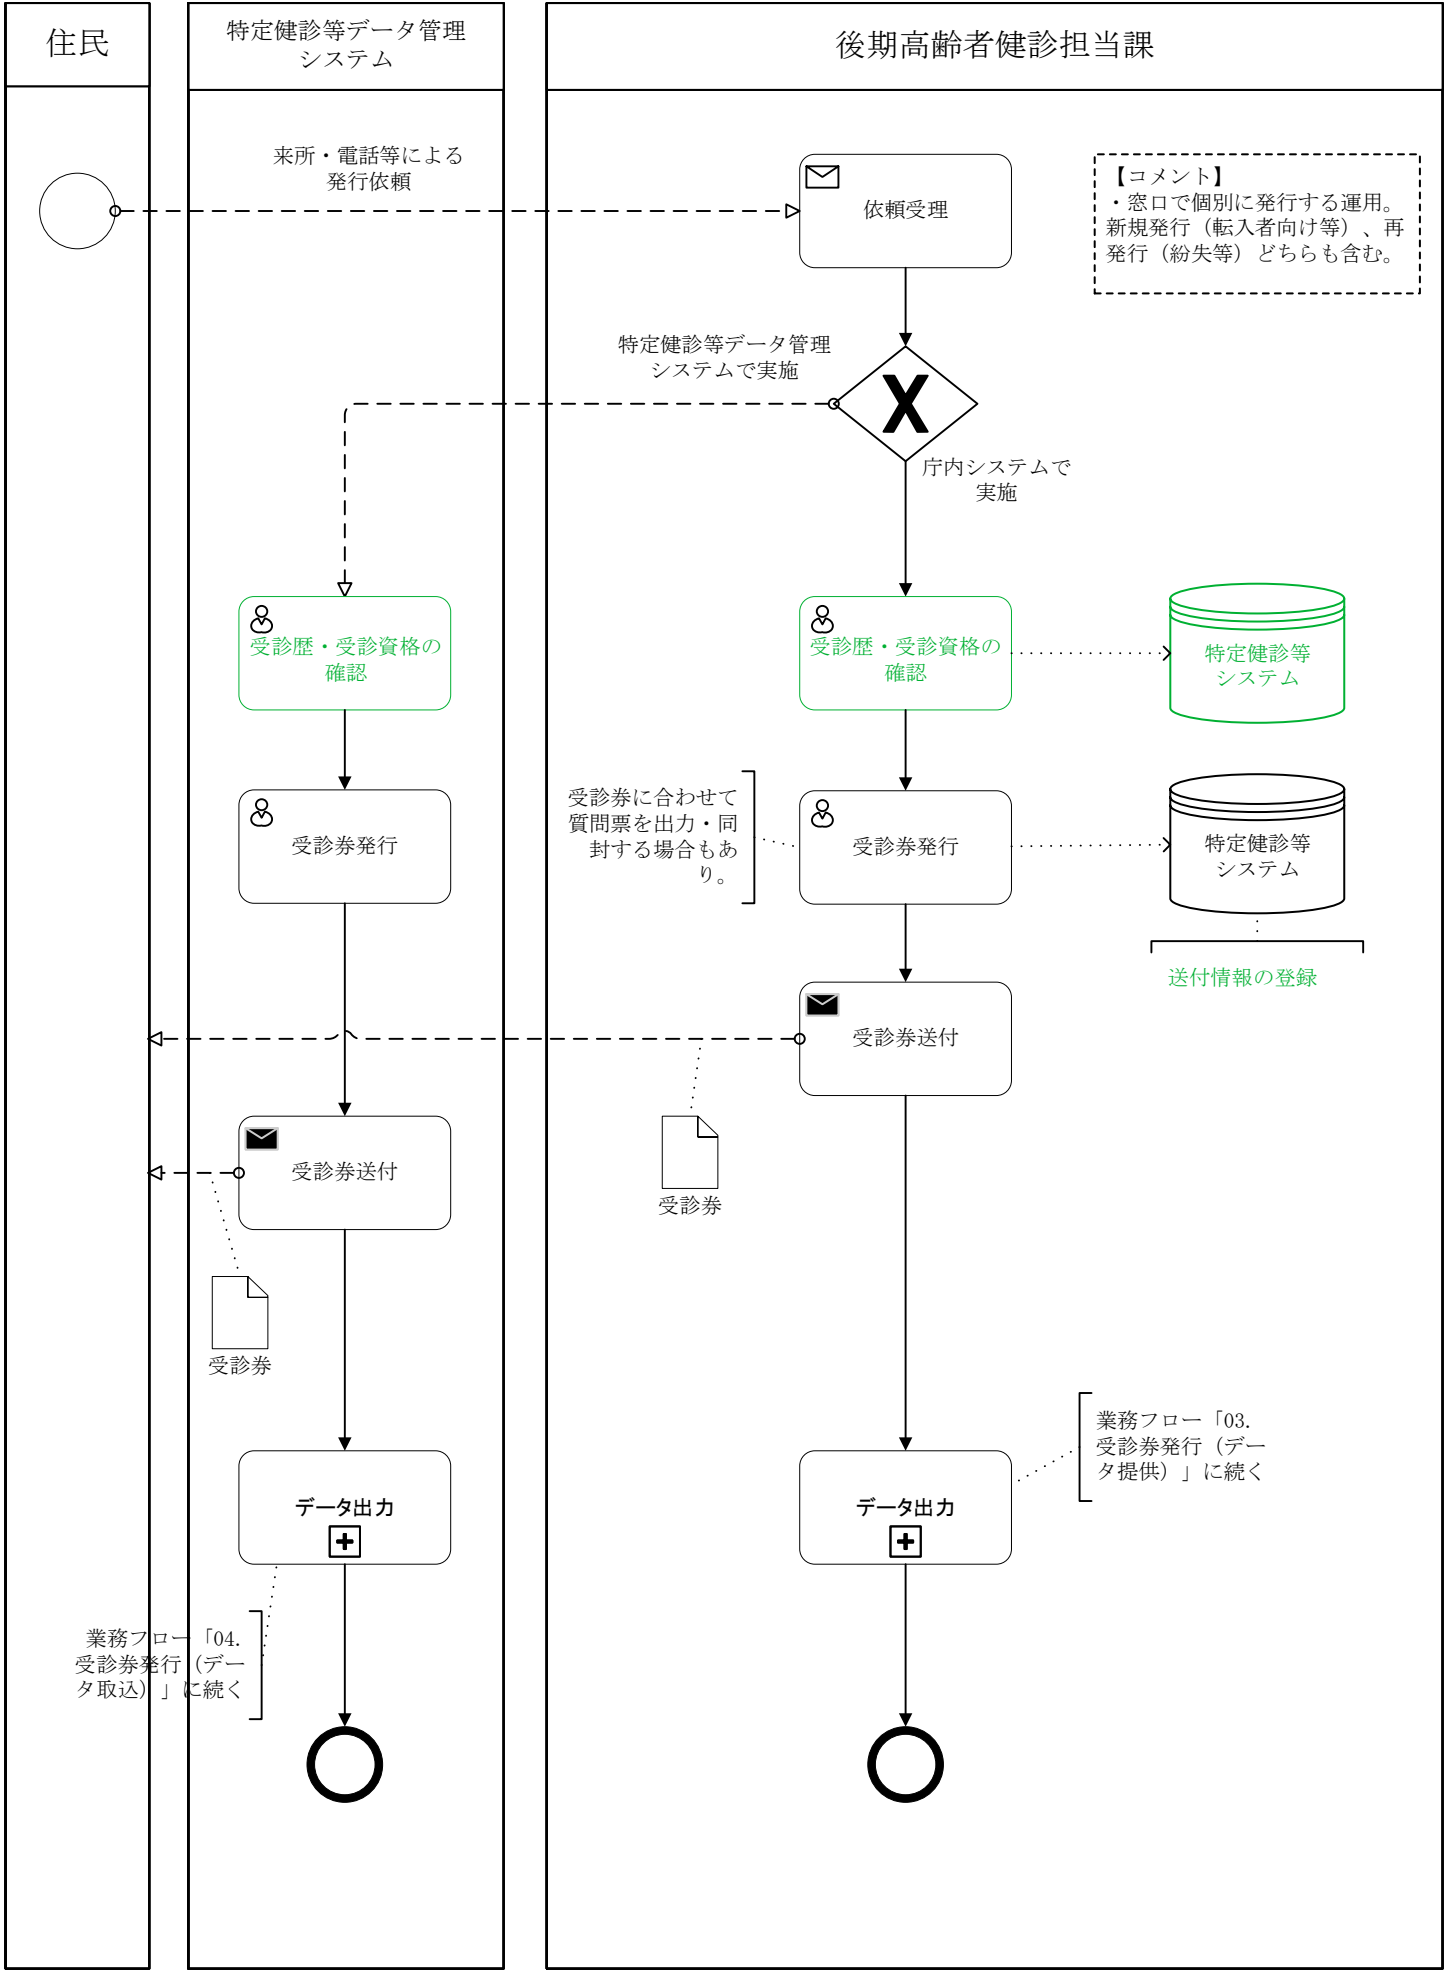 住民
特定健診等データ管理
システム
後期高齢者健診担当課
来所・電話等による
発行依頼
依頼受理
【コメント】
・窓口で個別に発行する運用。
新規発行（転入者向け等）、再
発行（紛失等）どちらも含む。
特定健診等データ管理
システムで実施
庁内システムで
実施
受診歴・受診資格の
確認
受診歴・受診資格の
確認
特定健診等
システム
受診券発行
受診券に合わせて
質問票を出力・同
封する場合もあ
り。
受診券発行
特定健診等
システム
送付情報の登録
受診券送付
受診券送付
受診券
受診券
業務フロー「03.
受診券発行（デー
タ提供）」に続く
データ出力
データ出力
業務フロー「04.
受診券発行（デー
タ取込）」に続く